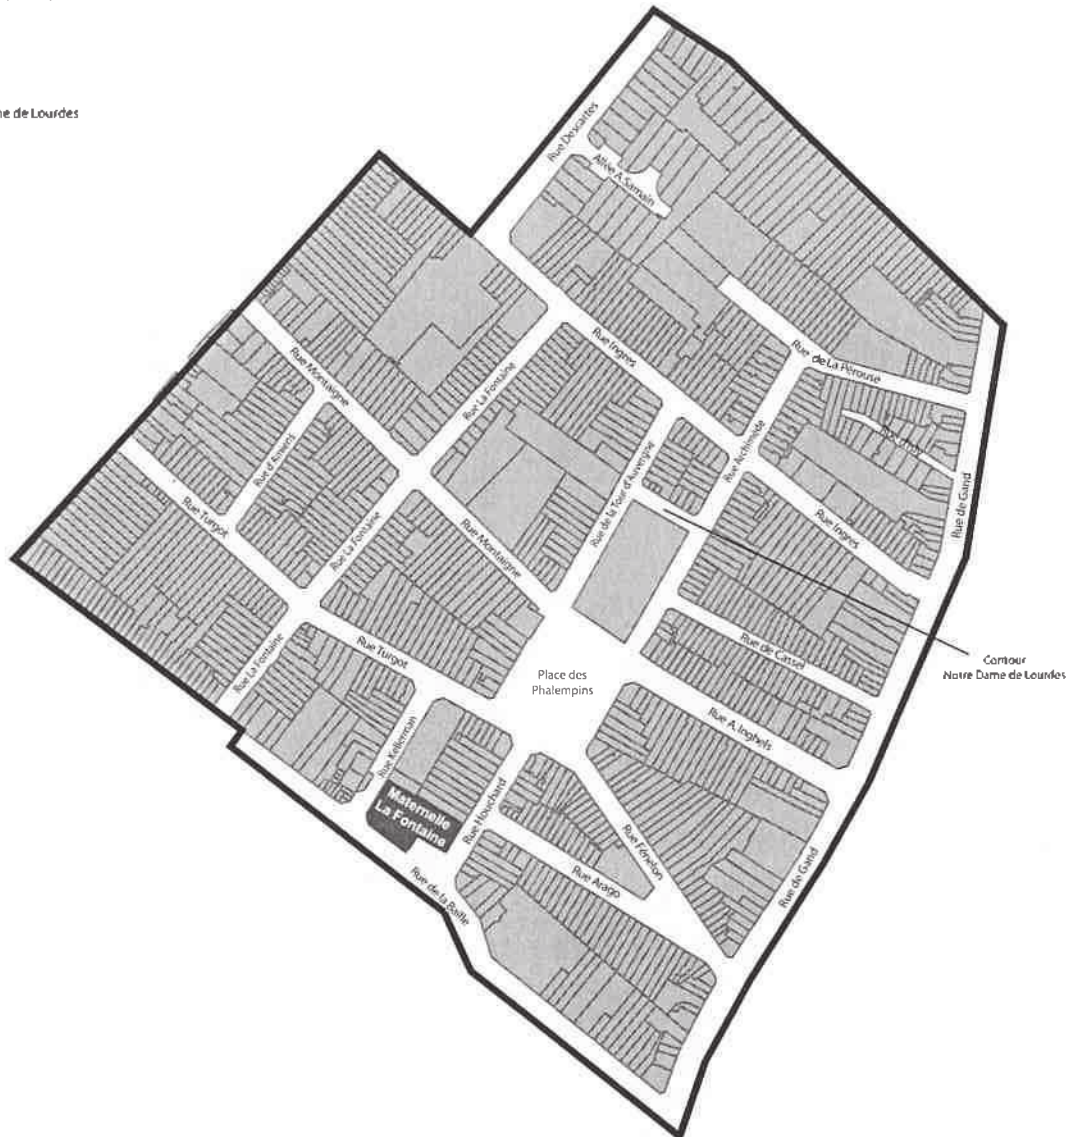 ne de Lourdes
Rue Descartes
Allée A. Samain
Rue Ingres
Rue Montaigne
Rue La Fontaine
Rue de La Pérouse
Rue d'Amiens
Rue de la Tour d'Auvergne
Rue Archimède
Rue de Gand
Rue Turgot
Rue La Fontaine
Rue Montaigne
Rue Ingres
Rue La Fontaine
Rue Turgot
Rue de Cassel
Contour
Notre Dame de Lourdes
Place des
Phalempins
Rue A. Inghels
Rue Kellerman
Maternelle
La Fontaine
Rue Houchard
Rue Fénelon
Rue Arago
Rue de Gand
Rue de la Baille